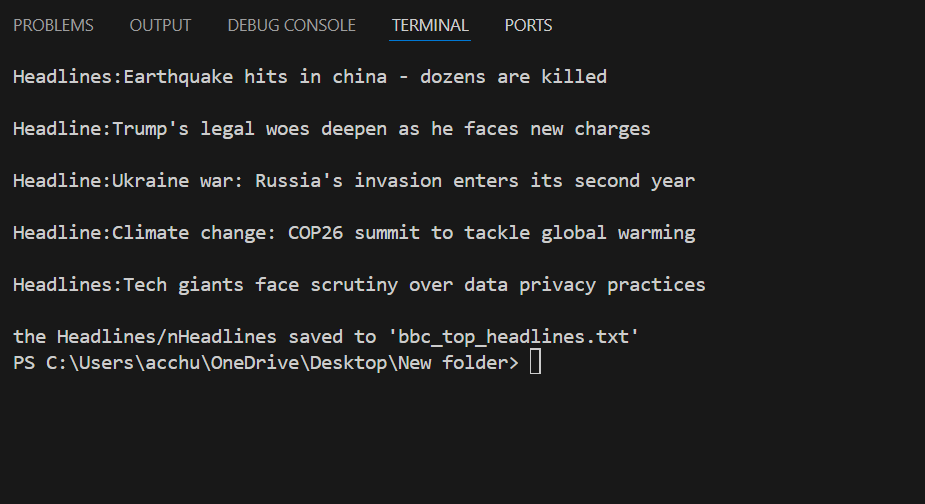 PROBLEMS OUTPUT DEBUG CONSOLE TERMINAL PORTS
Headlines:Earthquake hits in china - dozens are killed
Headline:Trump's legal woes deepen as he faces new charges
Headline:Ukraine war: Russia's invasion enters its second year
Headline:Climate change: COP26 summit to tackle global warming
Headlines:Tech giants face scrutiny over data privacy practices
the Headlines/nHeadlines saved to 'bbc_top_headlines.txt'
PS C:\Users\acchu\OneDrive\Desktop\New folder>